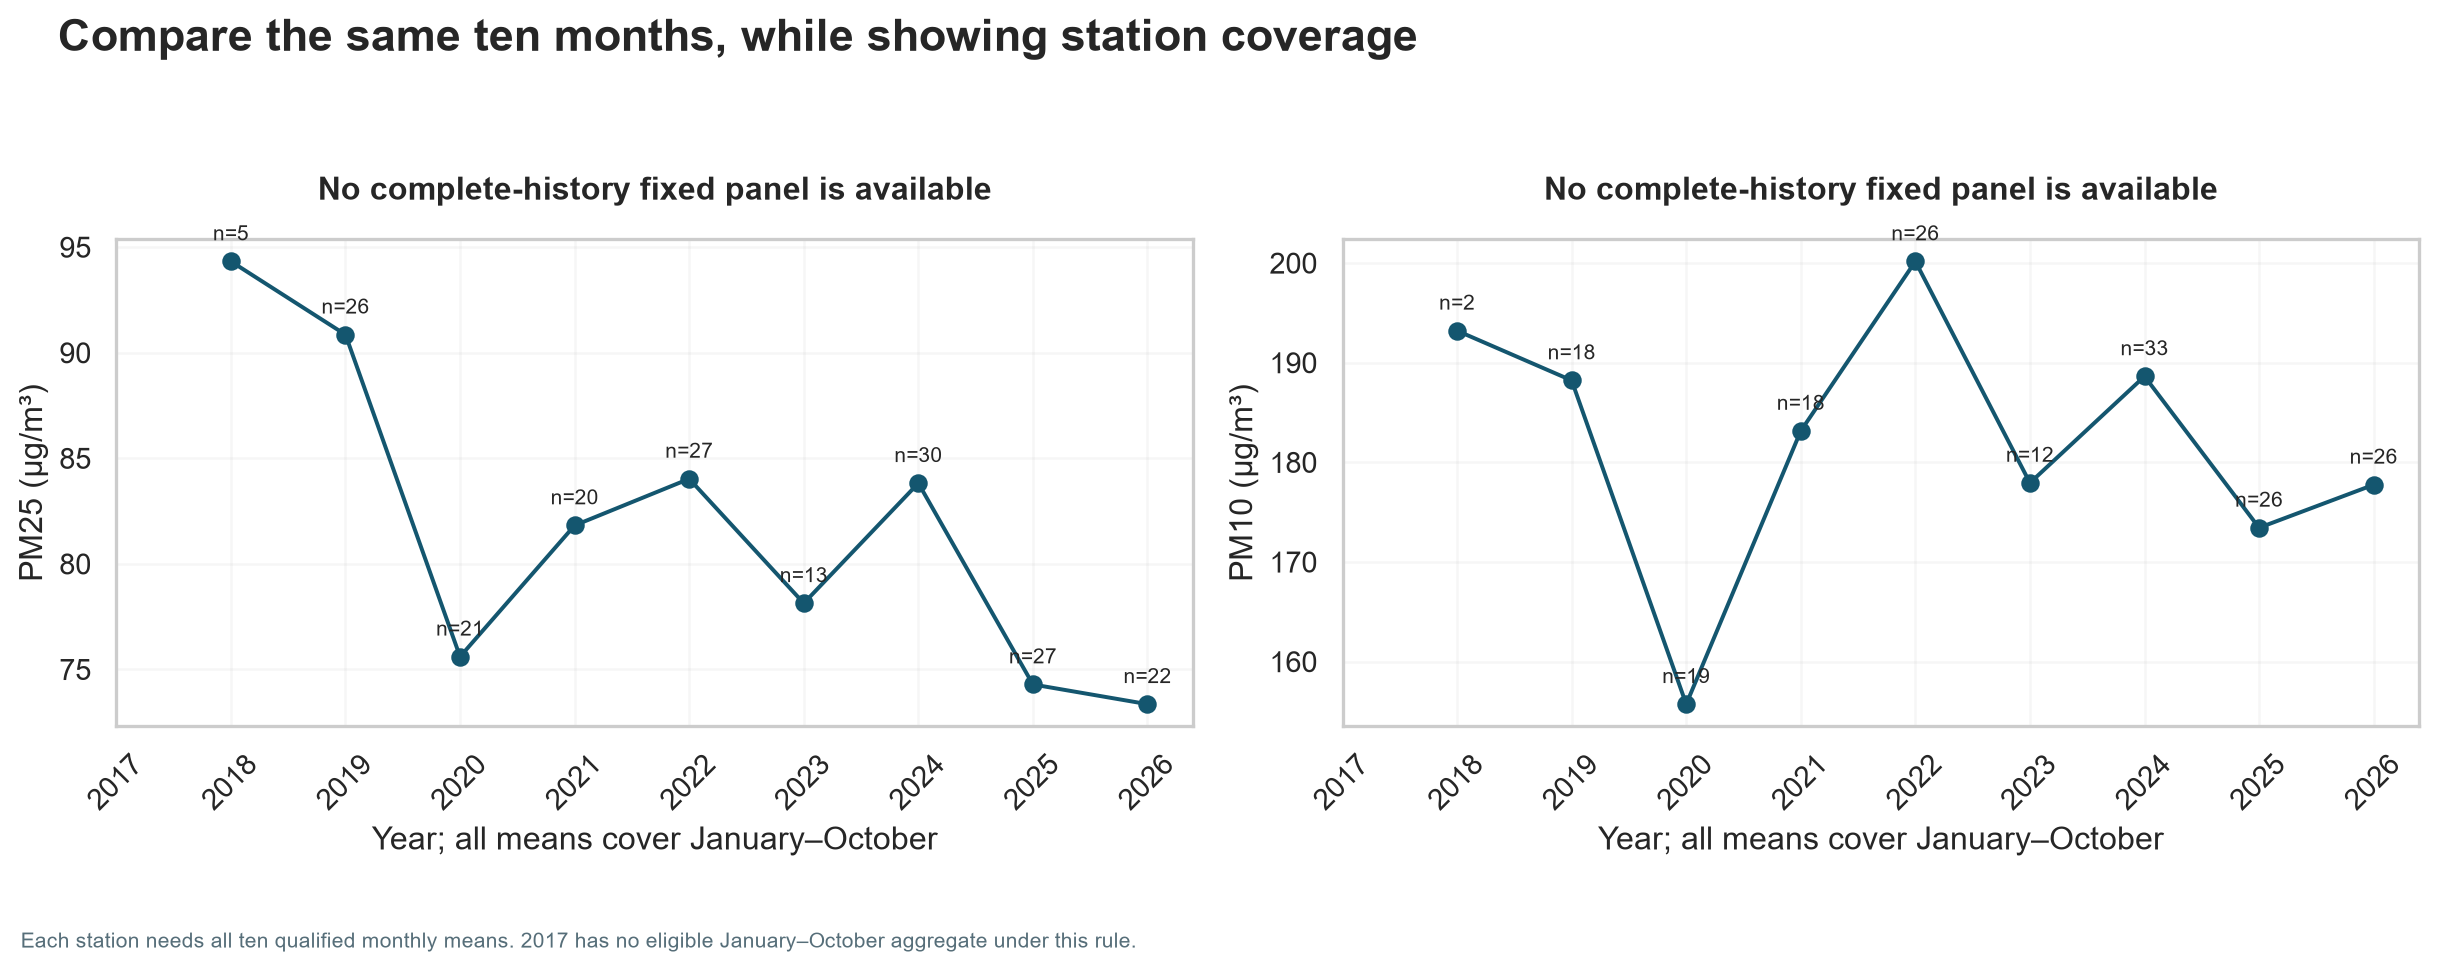 Compare the same ten months, while showing station coverage
No complete-history fixed panel is available
95
90
85
80
75
PM25 (µg/m³)
n=5
n=26
n=21
n=20
n=27
n=13
n=30
n=27
n=22
2017
2018
2019
2020
2021
2022
2023
2024
2025
2026
Year; all means cover January–October
No complete-history fixed panel is available
200
190
180
170
160
PM10 (µg/m³)
n=2
n=18
n=19
n=18
n=26
n=12
n=33
n=26
n=26
2017
2018
2019
2020
2021
2022
2023
2024
2025
2026
Year; all means cover January–October
Each station needs all ten qualified monthly means. 2017 has no eligible January–October aggregate under this rule.